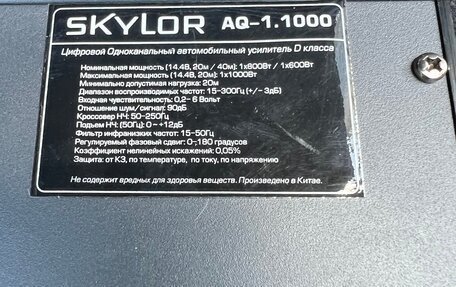 SKYLOR AQ-1.1000
Цифровой Одноканальный автомобильный усилитель D класса
Номинальная мощность (14.4В, 2Ом / 4Ом): 1x800Вт / 1x600Вт
Максимальная мощность (14.4В, 2Ом): 1x1000Вт
Минимально допустимая нагрузка: 2Ом
Диапазон воспроизводимых частот: 15-300Гц (+/- 3дБ)
Входная чувствительность: 0,2-6 Вольт
Отношение шум/сигнал: 90дБ
Кроссовер НЧ: 50-250Гц
Подъем НЧ (50Гц): 0 ~ +12дБ
Фильтр инфранизких частот: 15-50Гц
Регулируемый фазовый сдвиг: 0~180 градусов
Коэффициент нелинейных искажений: 0,05%
Защита: от КЗ, по температуре, по току, по напряжению
Не содержит вредных для здоровья веществ. Произведено в Китае.